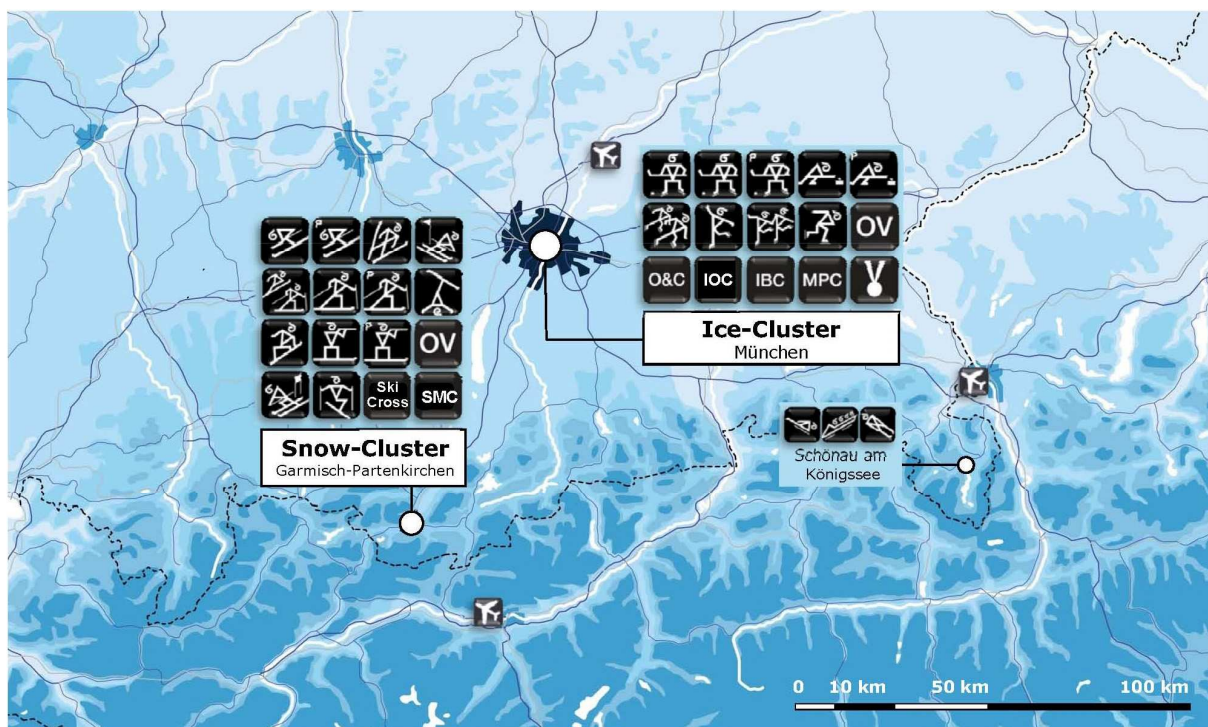 P
P
OV
O&C IOC IBC MPC
Ice-Cluster
München
P
P
P
OV
Ski
Cross
SMC
Snow-Cluster
Garmisch-Partenkirchen
Schönau am
Königssee
0 10 km 50 km 100 km